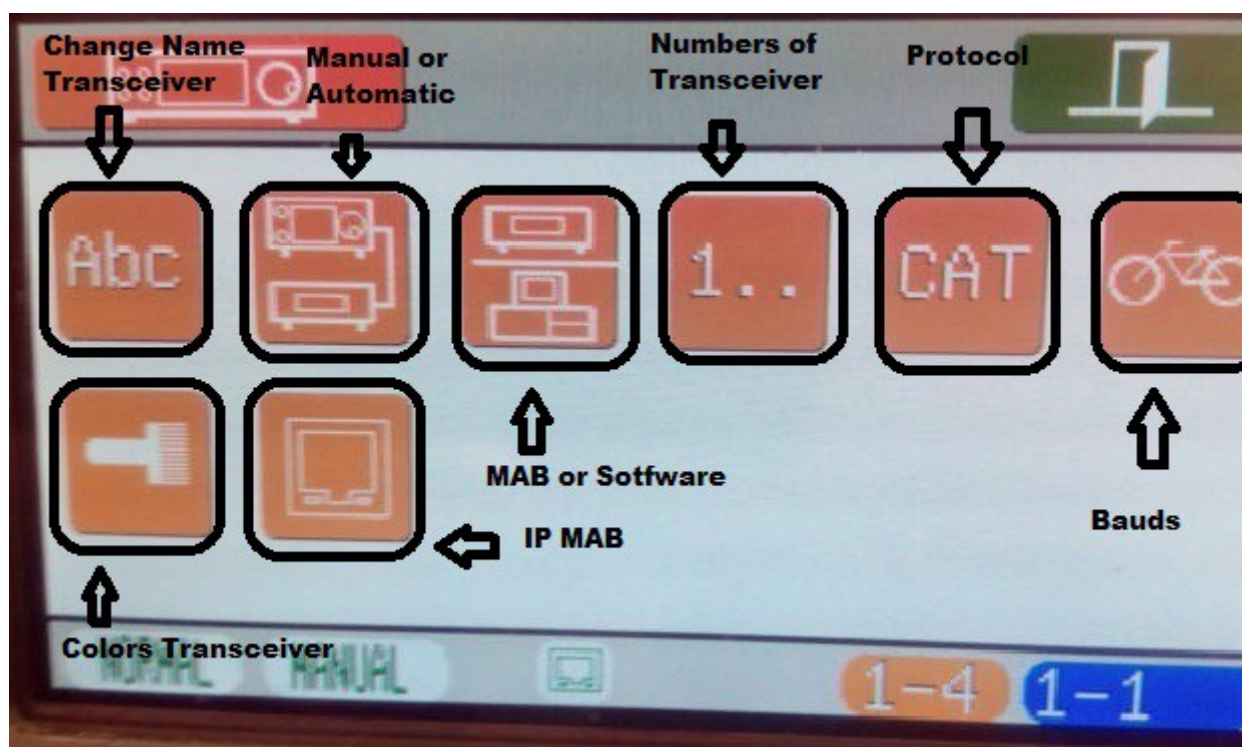 Change Name
Transceiver
Manual or
Automatic
Numbers of
Transceiver
Protocol
Abc
1..
CAT
MAB or Sotfware
IP MAB
Bauds
Colors Transceiver
NORMAL
MANUAL
1-4
1-1